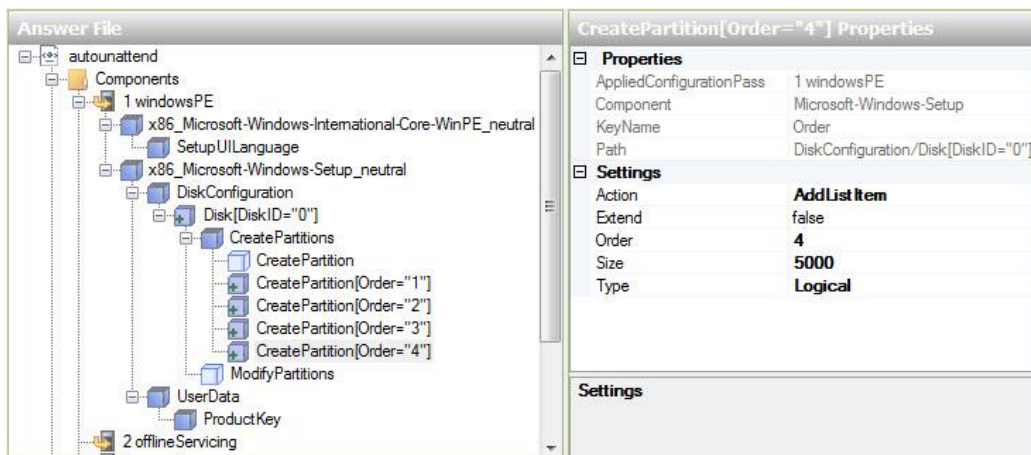 Answer File
autounattend
Components
1 windowsPE
x86_Microsoft-Windows-International-Core-WinPE_neutral
SetupUILanguage
x86_Microsoft-Windows-Setup_neutral
DiskConfiguration
Disk[DiskID="0"]
CreatePartitions
CreatePartition
CreatePartition[Order="1"]
CreatePartition[Order="2"]
CreatePartition[Order="3"]
CreatePartition[Order="4"]
ModifyPartitions
UserData
ProductKey
2 offlineServicing
CreatePartition[Order="4"] Properties
Properties
AppliedConfigurationPass 1 windowsPE
Component Microsoft-Windows-Setup
KeyName Order
Path DiskConfiguration/Disk[DiskID="0"]
Settings
Action AddListItem
Extend false
Order 4
Size 5000
Type Logical
Settings